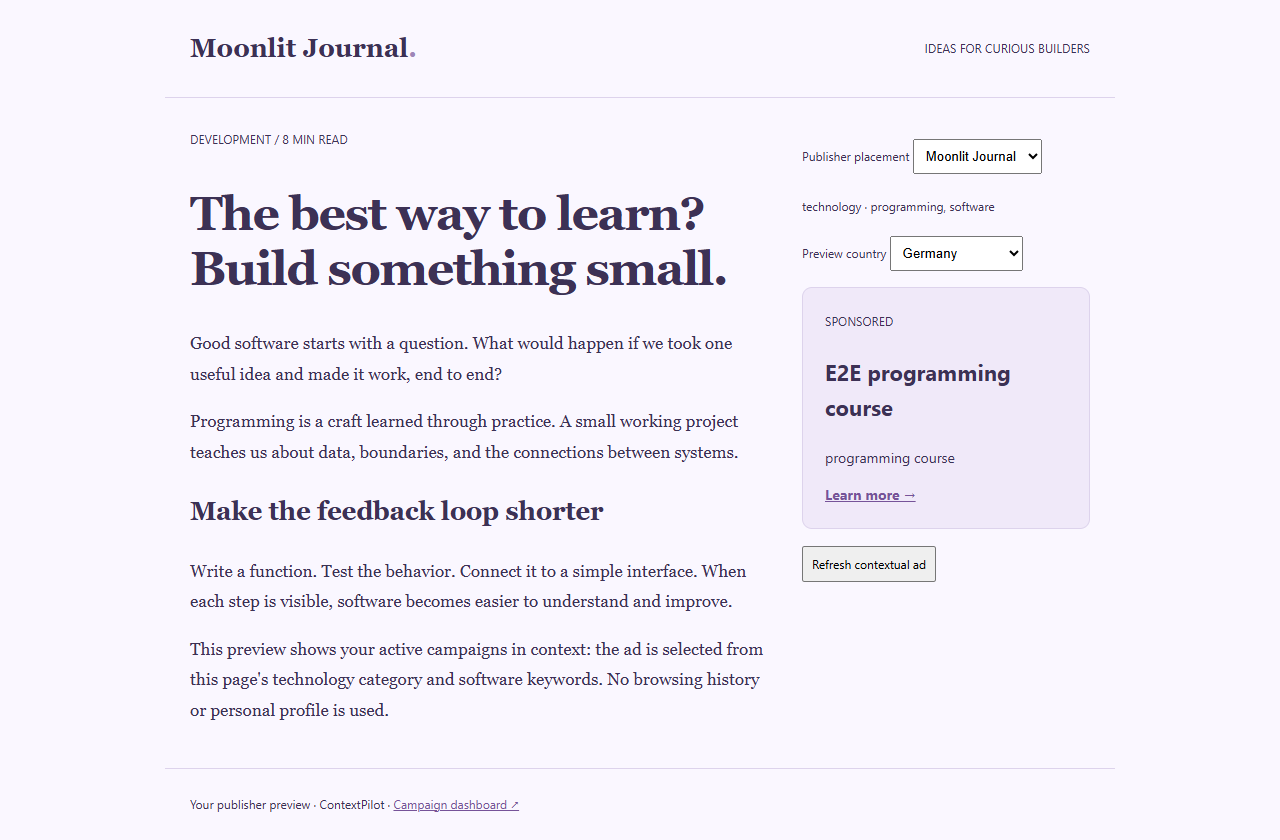 Moonlit Journal.
IDEAS FOR CURIOUS BUILDERS
DEVELOPMENT / 8 MIN READ
The best way to learn?
Build something small.
Good software starts with a question. What would happen if we took one
useful idea and made it work, end to end?
Programming is a craft learned through practice. A small working project
teaches us about data, boundaries, and the connections between systems.
Make the feedback loop shorter
Write a function. Test the behavior. Connect it to a simple interface. When
each step is visible, software becomes easier to understand and improve.
This preview shows your active campaigns in context: the ad is selected from
this page's technology category and software keywords. No browsing history
or personal profile is used.
Publisher placement Moonlit Journal
technology · programming, software
Preview country Germany
SPONSORED
E2E programming
course
programming course
Learn more →
Refresh contextual ad
Your publisher preview · ContextPilot · Campaign dashboard ↗